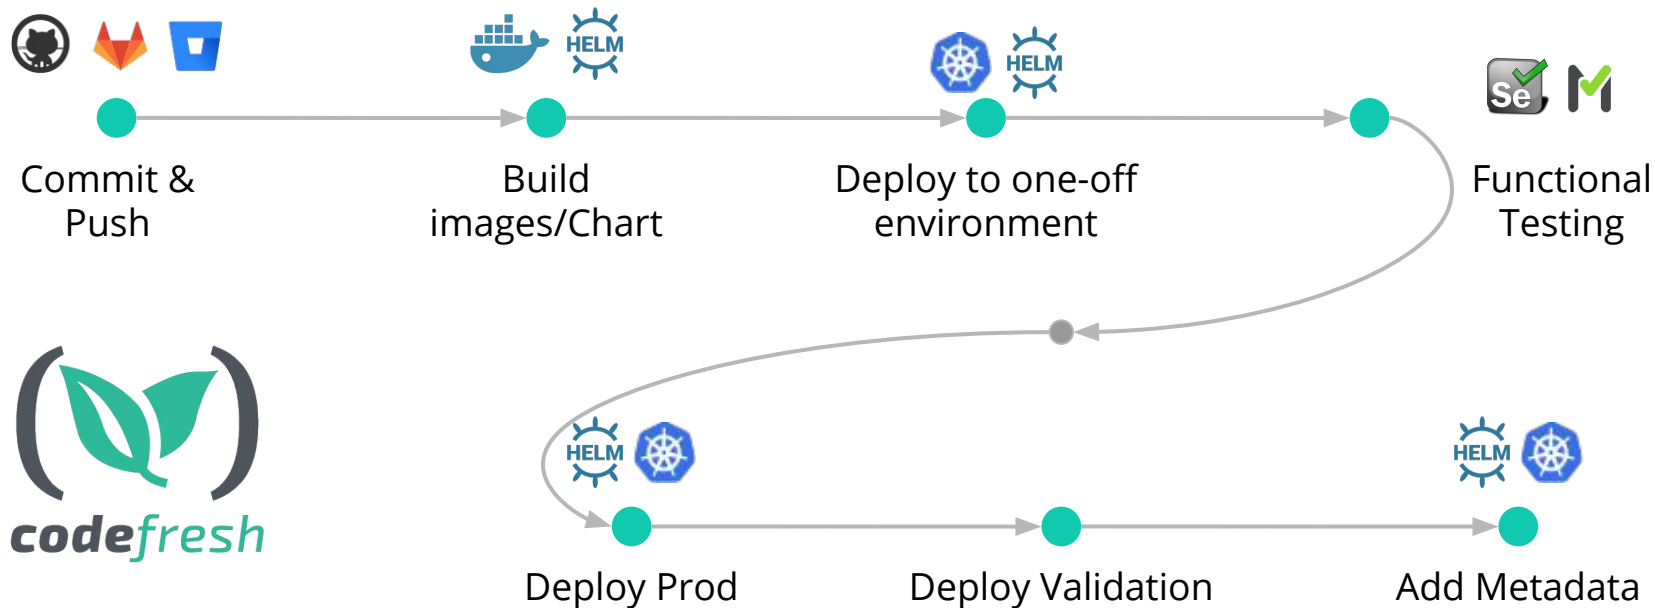 HELM
HELM
Se
Commit &
Push
Build
images/Chart
Deploy to one-off
environment
Functional
Testing
HELM
HELM
codefresh
Deploy Prod
Deploy Validation
Add Metadata